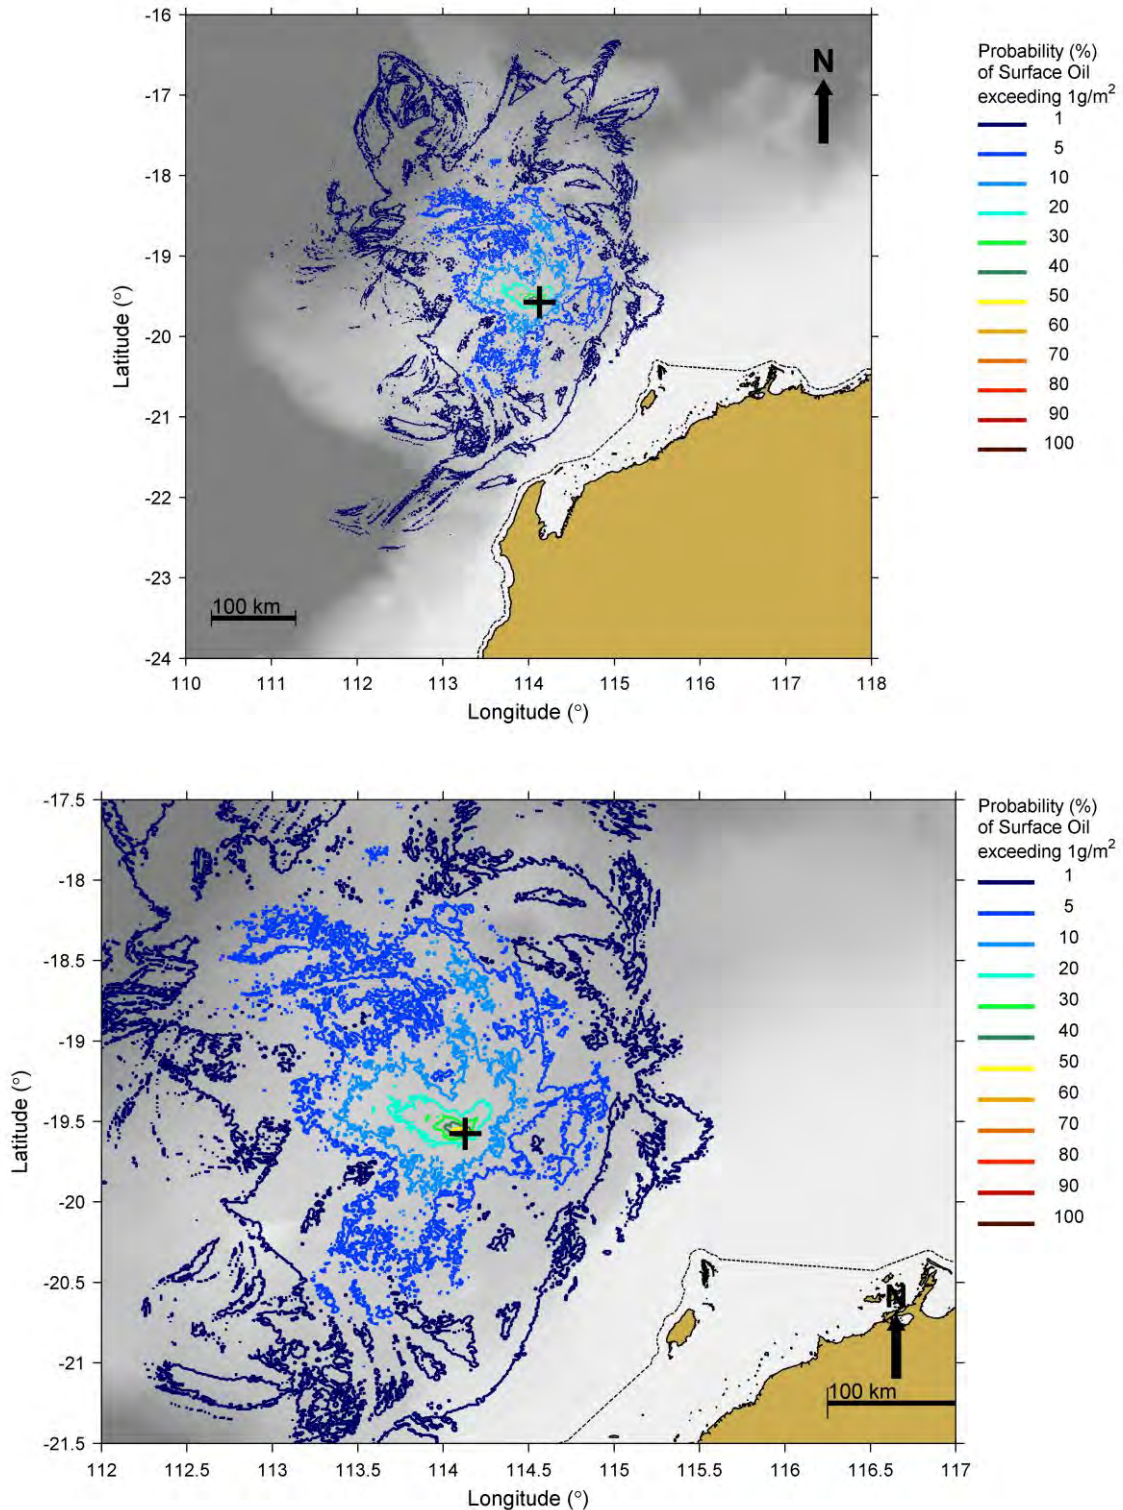 -16
-17
-18
-19
-20
-21
-22
-23
-24
Latitude (°)
N
100 km
110 111 112 113 114 115 116 117 118
Longitude (°)
Probability (%)
of Surface Oil
exceeding 1g/m²
1
5
10
20
30
40
50
60
70
80
90
100
-17.5
-18
-18.5
-19
-19.5
-20
-20.5
-21
-21.5
Latitude (°)
N
100 km
112 112.5 113 113.5 114 114.5 115 115.5 116 116.5 117
Longitude (°)
Probability (%)
of Surface Oil
exceeding 1g/m²
1
5
10
20
30
40
50
60
70
80
90
100